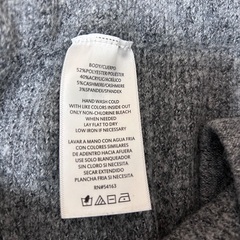 BODY/CUERPO
52%POLYESTER/POLIESTER
40%ACRYLIC/ACRILICO
5%CASHMERE/CASHMERE
3%SPANDEX/SPANDEX
HAND WASH COLD
WITH LIKE COLORS INSIDE OUT
ONLY NON-CHLORINE BLEACH
WHEN NEEDED
LAY FLAT TO DRY
LOW IRON IF NECESSARY
LAVAR A MANO CON AGUA FRIA
CON COLORES SIMILARES
DE ADENTRO HACIA AFUERA
USE SOLO BLANQUEADOR
SIN CLORO SI NECESITA
SECAR EXTENDIDO
PLANCHA FRIA SI NECESITA
RN#54163